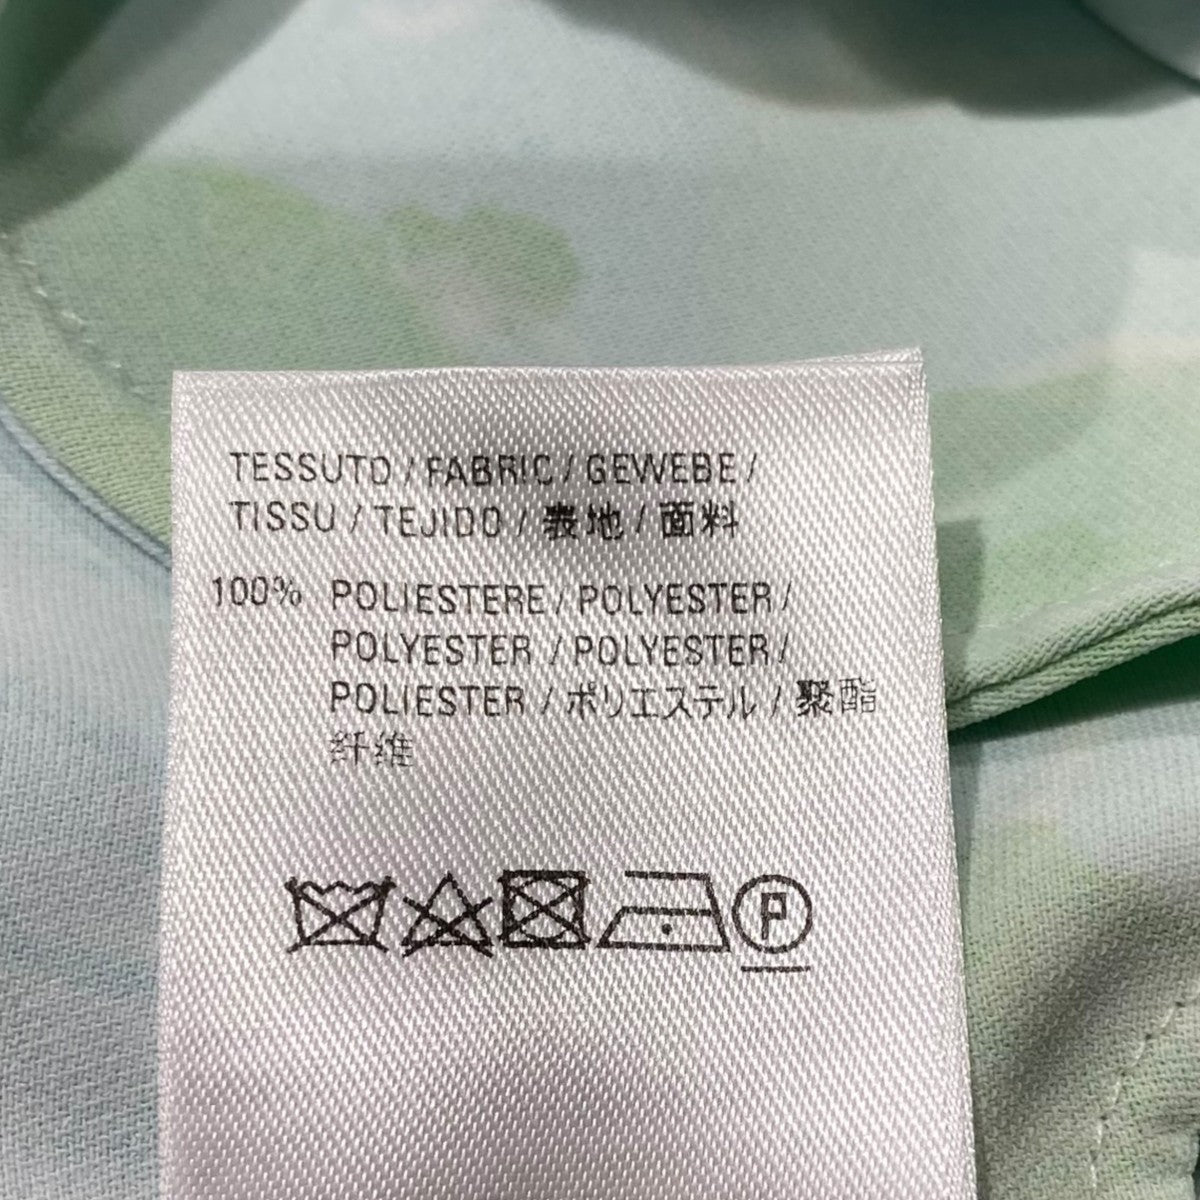 TESSUTO / FABRIC / GEWEBE /
TISSU / TEJIDO / 表地 / 面料
100% POLIESTERE / POLYESTER /
POLYESTER / POLYESTER /
POLIESTER / ポリエステル / 聚酯
纤维
P